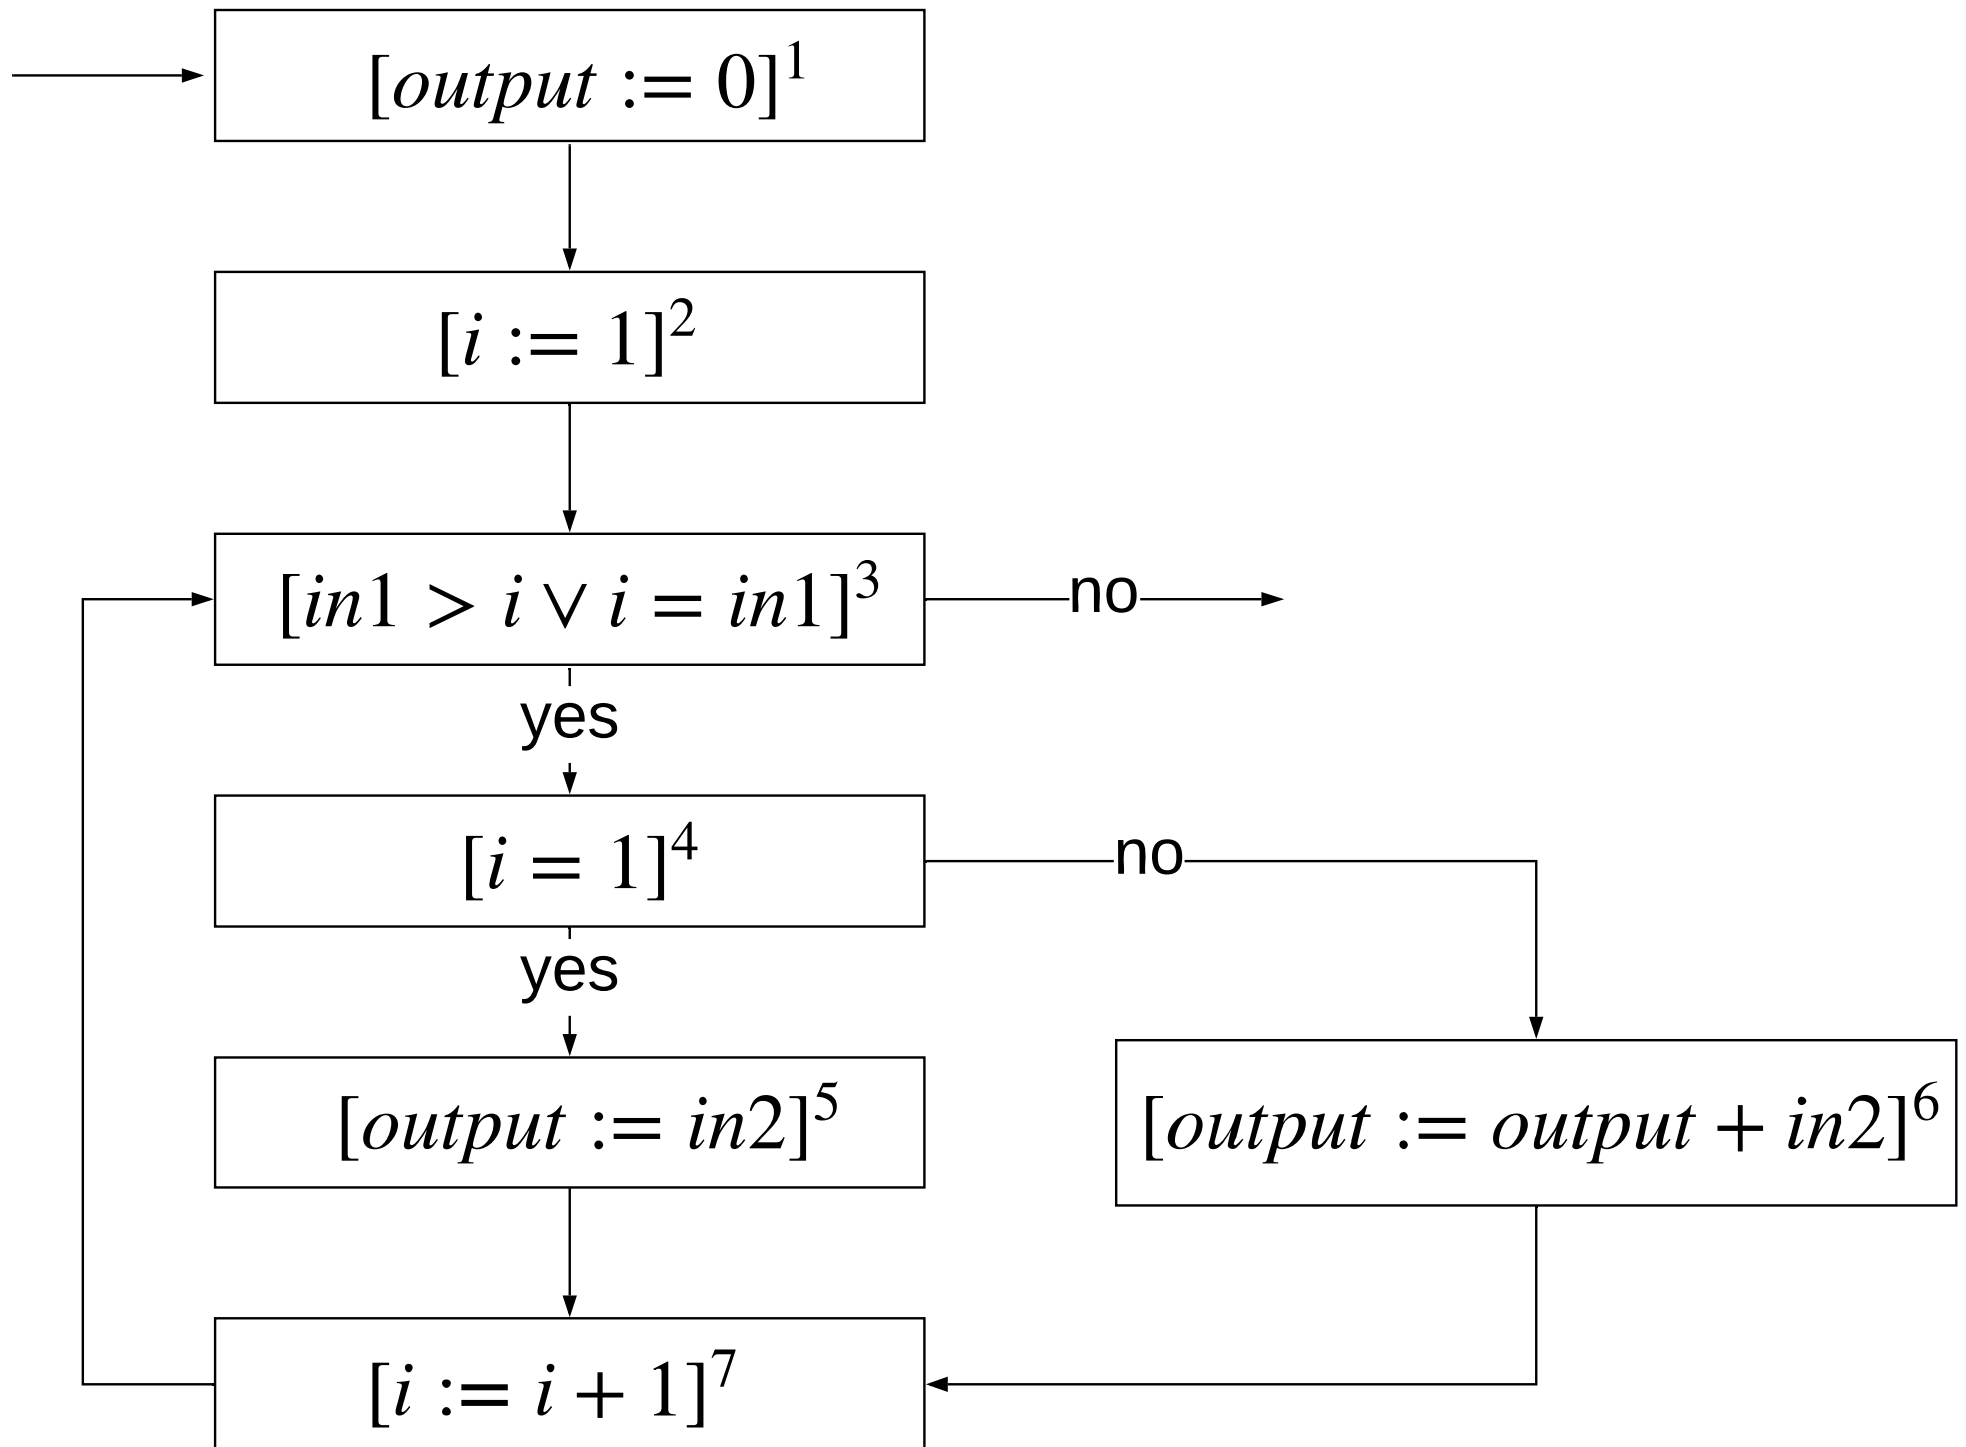 [output := 0]¹
[i := 1]²
[in1 > i ∨ i = in1]³
no
yes
[i = 1]⁴
no
yes
[output := in2]⁵
[output := output + in2]⁶
[i := i + 1]⁷